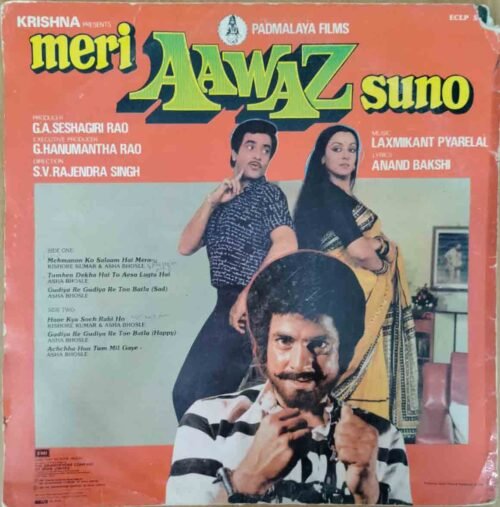 KRISHNA PRESENTS
PADMALAYA FILMS
ECLP
meri AAWAZ suno
PRODUCER
G.A.SESHAGIRI RAO
EXECUTIVE PRODUCER
G.HANUMANTHA RAO
DIRECTION
S.V.RAJENDRA SINGH
MUSIC
LAXMIKANT PYARELAL
LYRICS
ANAND BAKSHI
SIDE ONE:
Mehmanon Ko Salaam Hai Mera
KISHORE KUMAR & ASHA BHOSLE
Tumhen Dekha Hai To Aesa Lagta Hai
ASHA BHOSLE
Gudiya Re Gudiya Re Too Batla (Sad)
ASHA BHOSLE
SIDE TWO:
Haar Kya Soch Rahi Ho
KISHORE KUMAR & ASHA BHOSLE
Gudiya Re Gudiya Re Too Batla (Happy)
ASHA BHOSLE
Achchha Hua Tum Mil Gaye
ASHA BHOSLE
EMI